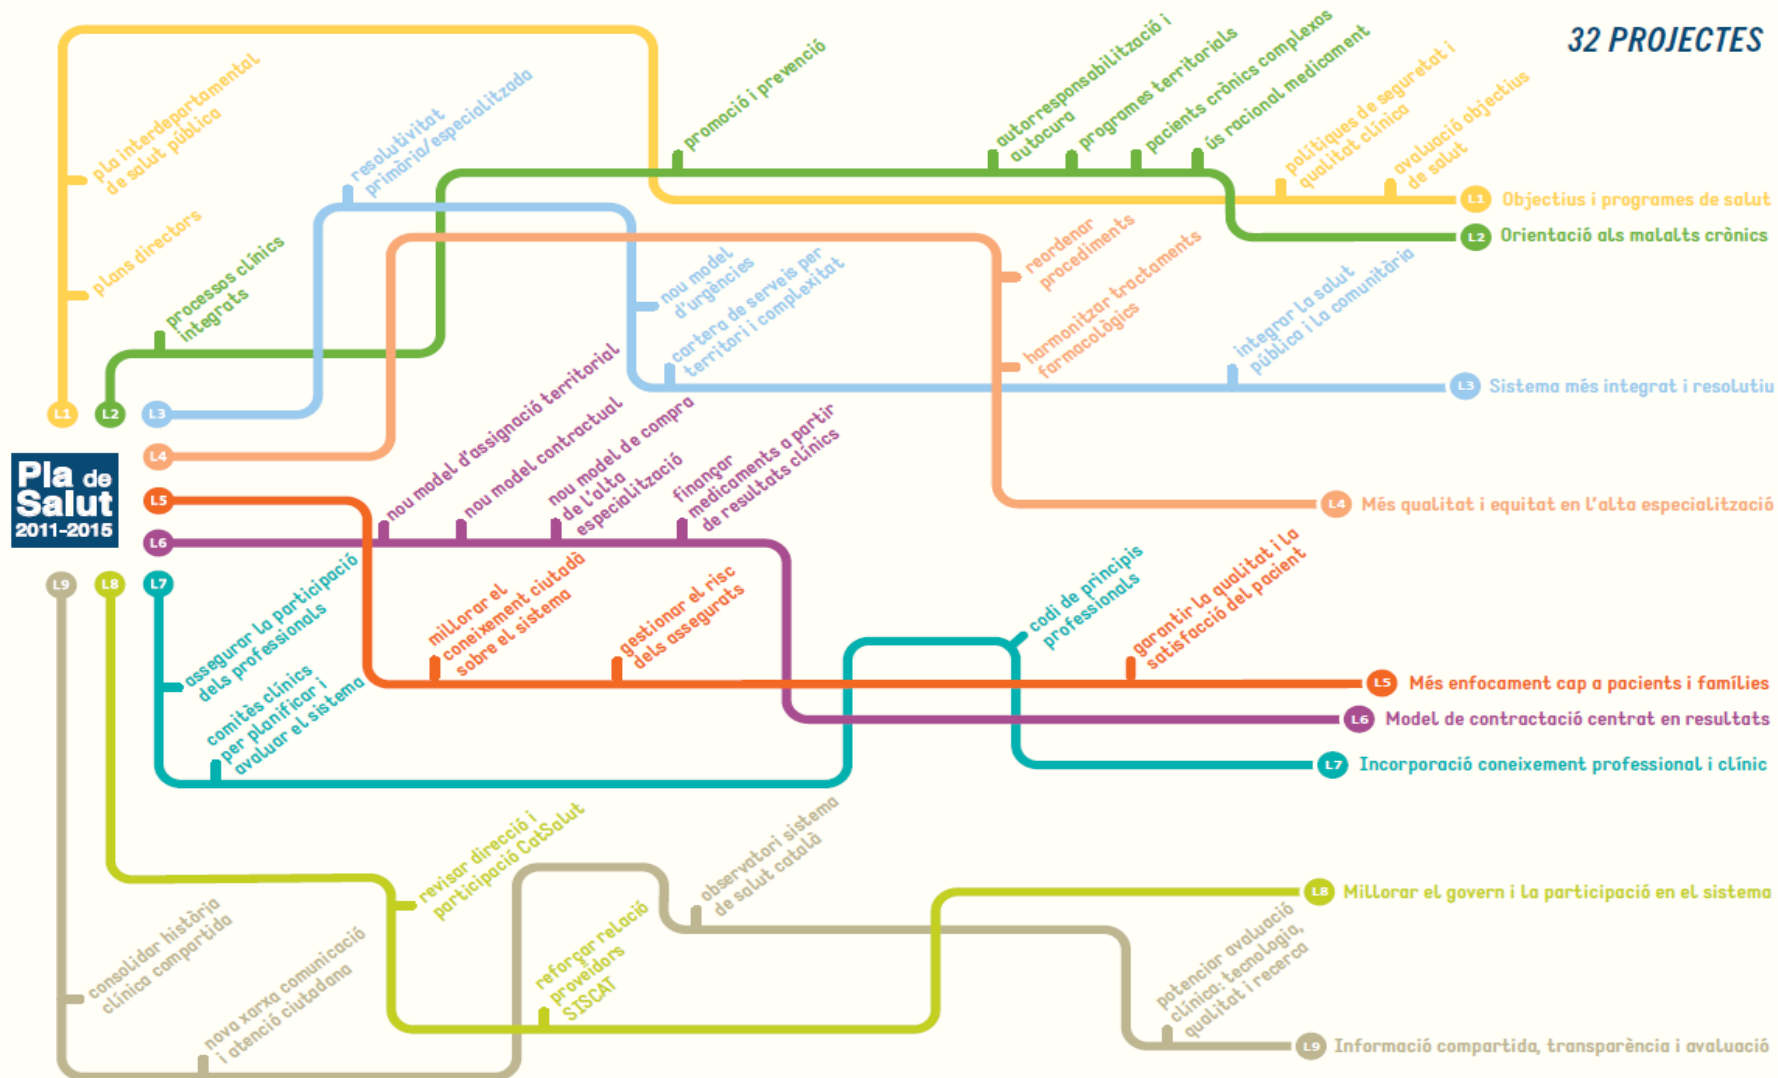 32 PROJECTES
pla interdepartamental
de salut pública
plans directors
resolutivitat
primària/especialitzada
processos clínics
integrats
promoció i prevenció
autorresponsabilització i
autocura
programes territorials
pacients crònics complexos
ús racional medicament
polítiques de seguretat i
qualitat clínica
avaluació objectius
de salut
L1 Objectius i programes de salut
L2 Orientació als malalts crònics
nou model
d'urgències
cartera de serveis per
territori i complexitat
reordenar
procediments
harmonitzar tractaments
farmacològics
integrar la salut
pública i la comunitària
L3 Sistema més integrat i resolutiu
L1
L2
L3
L4
L5
L6
Pla de
Salut
2011-2015
L9
L8
L7
nou model d'assignació territorial
nou model contractual
nou model de compra
de l'alta
especialització
finançar
medicaments a partir
de resultats clínics
L4 Més qualitat i equitat en l'alta especialització
assegurar la participació
dels professionals
comitès clínics
per planificar i
avaluar el sistema
millorar el
coneixement ciutadà
sobre el sistema
gestionar el risc
dels assegurats
codi de principis
professionals
garantir la qualitat i la
satisfacció del pacient
L5 Més enfocament cap a pacients i famílies
L6 Model de contractació centrat en resultats
L7 Incorporació coneixement professional i clínic
revisar direcció i
participació CatSalut
observatori sistema
de salut català
L8 Millorar el govern i la participació en el sistema
consolidar història
clínica compartida
nova xarxa comunicació
i atenció ciutadana
reforçar relació
proveïdors
SISCAT
potenciar avaluació
clínica: tecnologia,
qualitat i recerca
L9 Informació compartida, transparència i avaluació